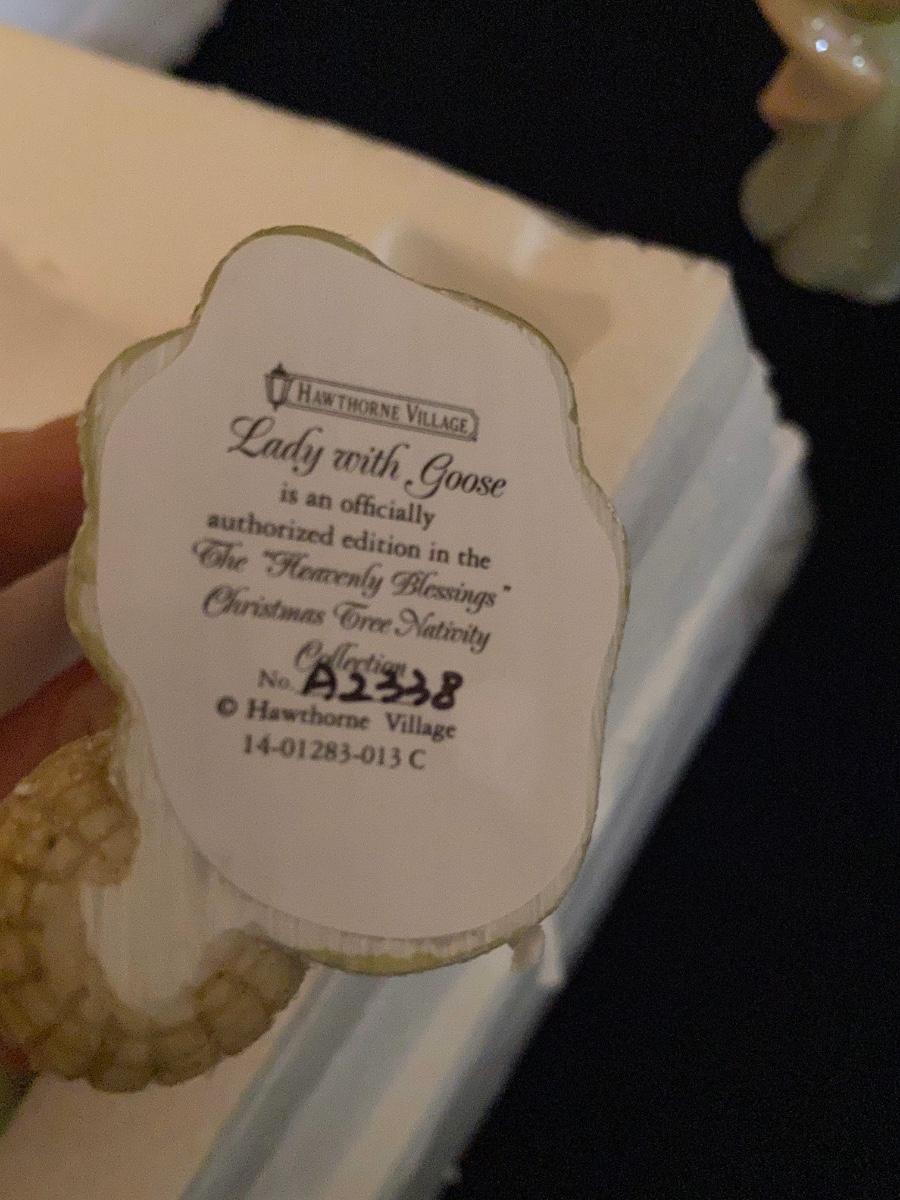 HAWTHORNE VILLAGE
Lady with Goose
is an officially
authorized edition in the
The "Heavenly Blessings"
Christmas Tree Nativity
Collection
No. A2338
© Hawthorne Village
14-01283-013 C